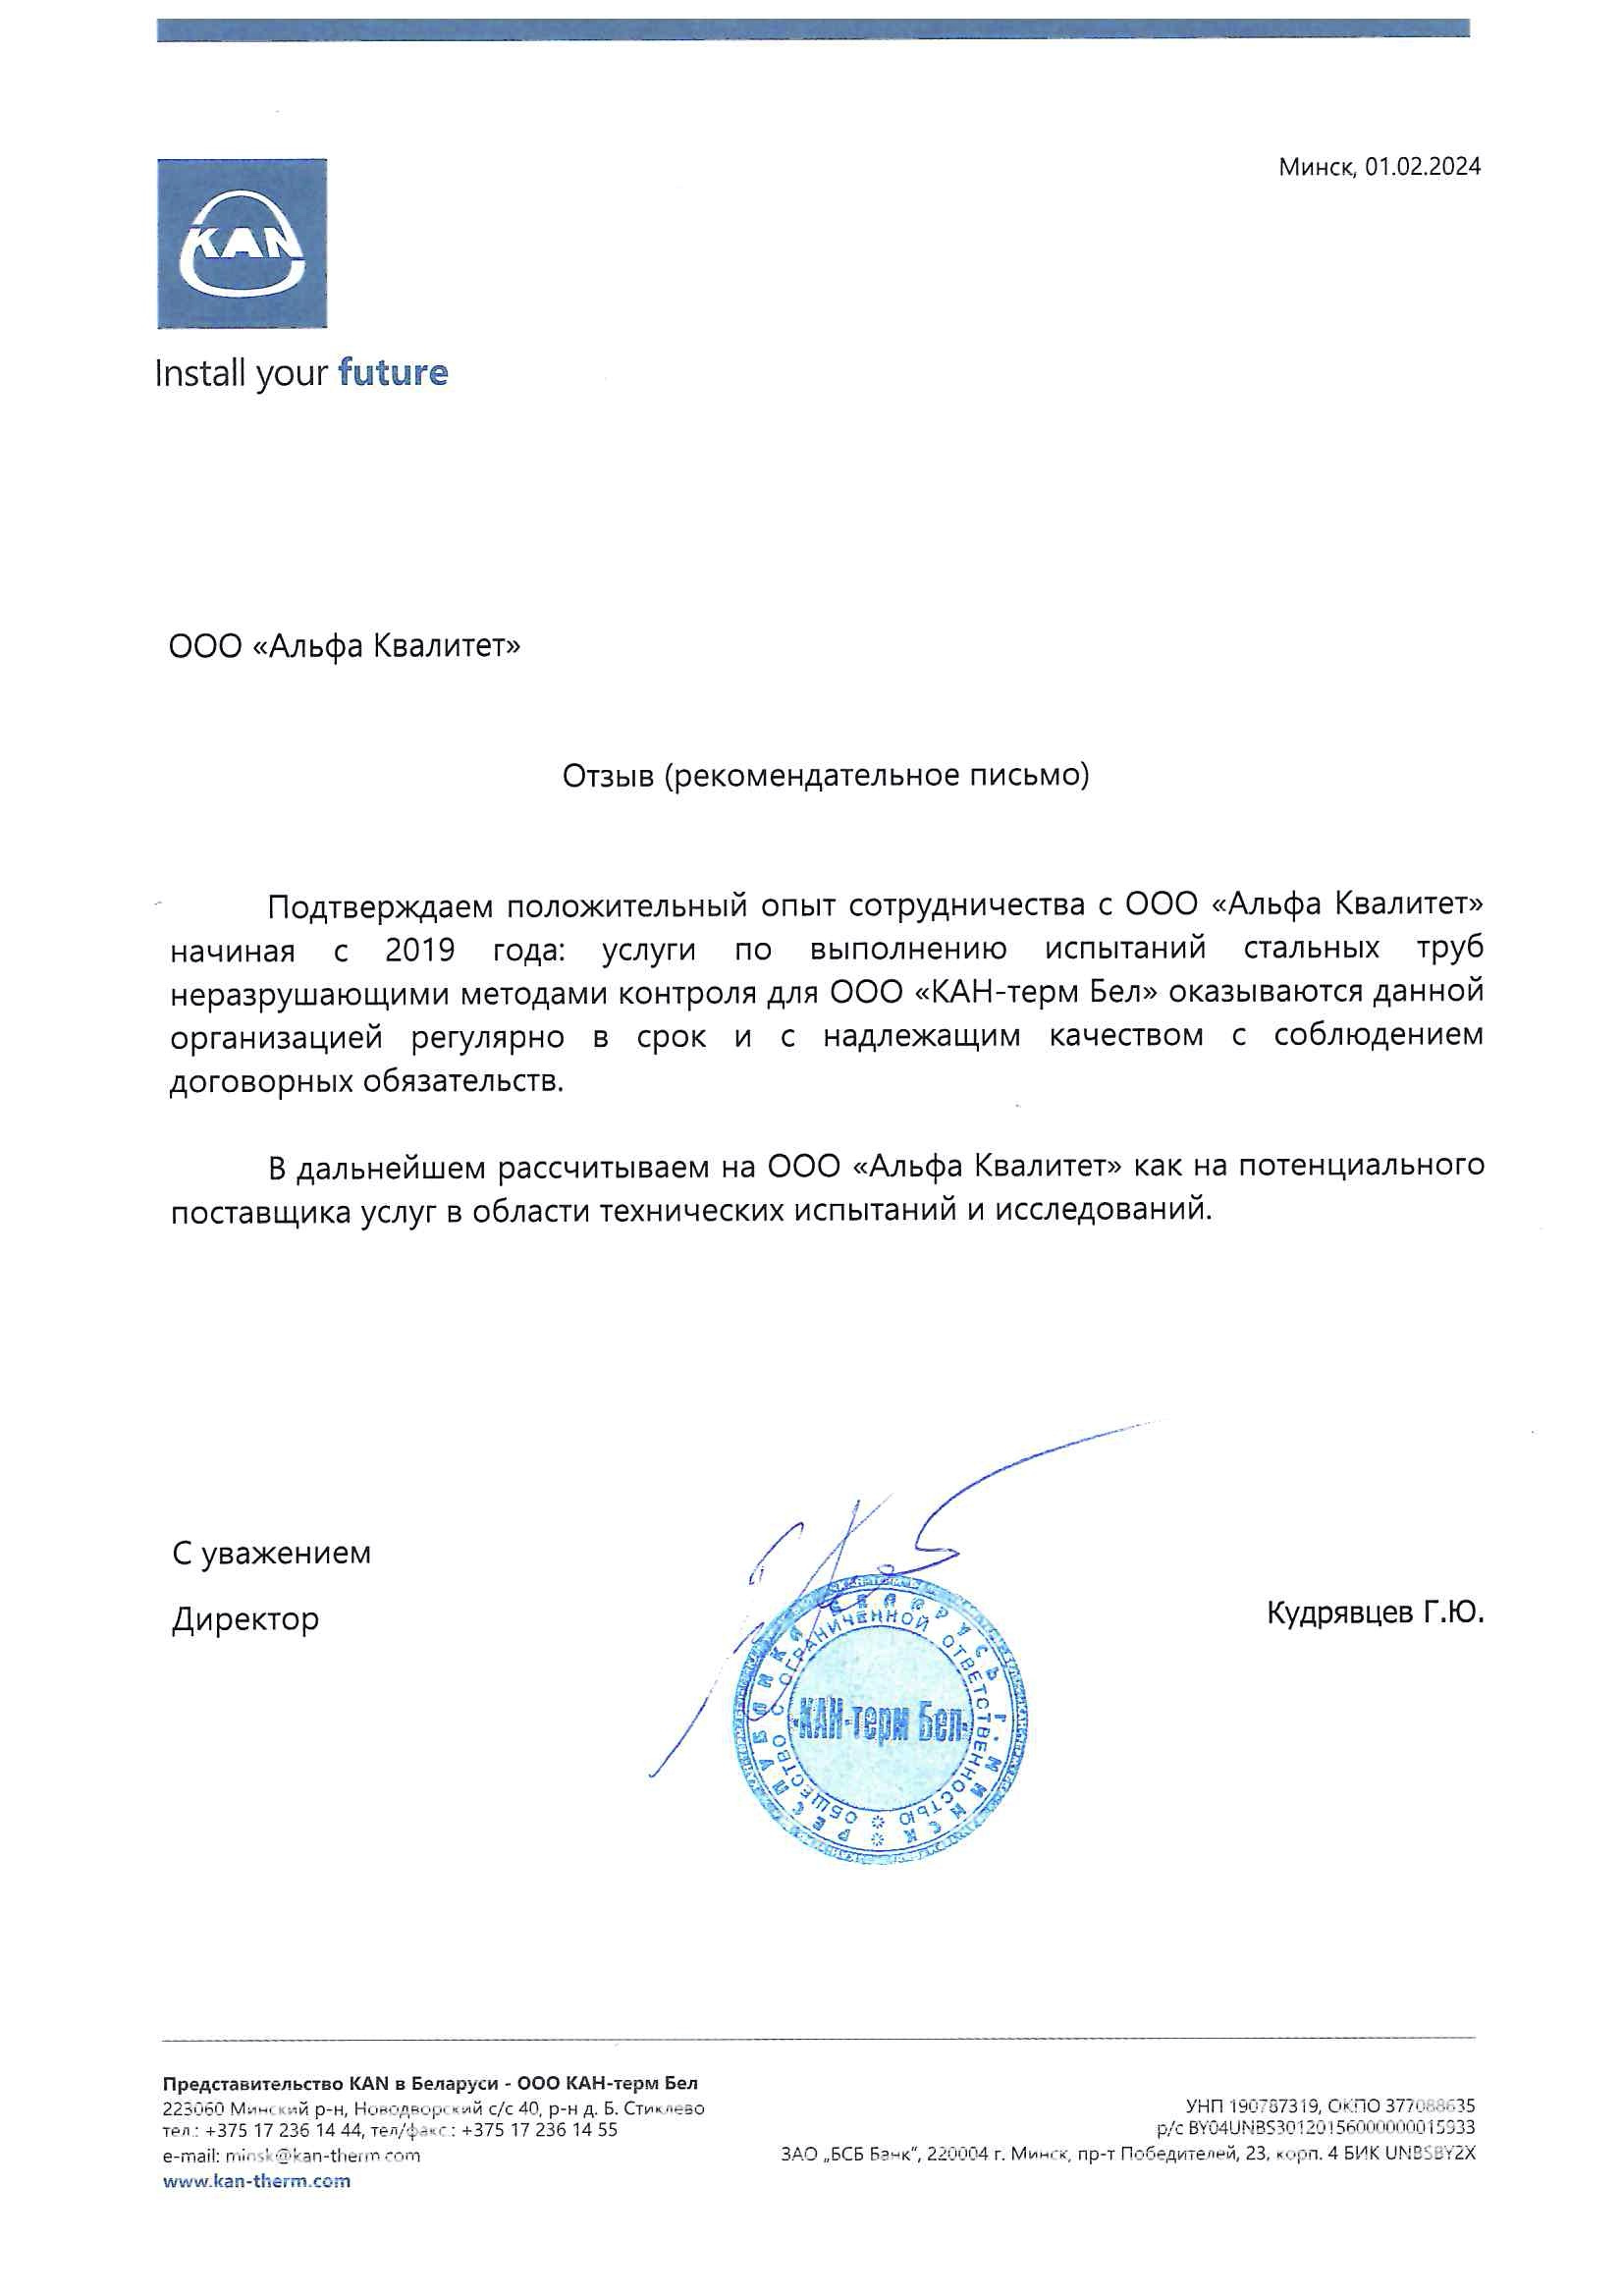 Минск, 01.02.2024
KAN
Install your future
ООО «Альфа Квалитет»
Отзыв (рекомендательное письмо)
Подтверждаем положительный опыт сотрудничества с ООО «Альфа Квалитет»
начиная с 2019 года: услуги по выполнению испытаний стальных труб
неразрушающими методами контроля для ООО «КАН-терм Бел» оказываются данной
организацией регулярно в срок и с надлежащим качеством с соблюдением
договорных обязательств.
В дальнейшем рассчитываем на ООО «Альфа Квалитет» как на потенциального
поставщика услуг в области технических испытаний и исследований.
С уважением
Директор
Кудрявцев Г.Ю.
РЕСПУБЛИКА БЕЛАРУСЬ Г. МИНСК
ОБЩЕСТВО С ОГРАНИЧЕННОЙ ОТВЕТСТВЕННОСТЬЮ
«КАН-терм Бел»
Представительство KAN в Беларуси - ООО КАН-терм Бел
223060 Минский р-н, Новодворский с/с 40, р-н д. Б. Стиклево
тел.: +375 17 236 14 44, тел/факс.: +375 17 236 14 55
e-mail: minsk@kan-therm.com
www.kan-therm.com
УНП 190787319, ОКПО 377088635
р/с BY04UNBS30120156000000015933
ЗАО „БСБ Банк“, 220004 г. Минск, пр-т Победителей, 23, корп. 4 БИК UNBSBY2X